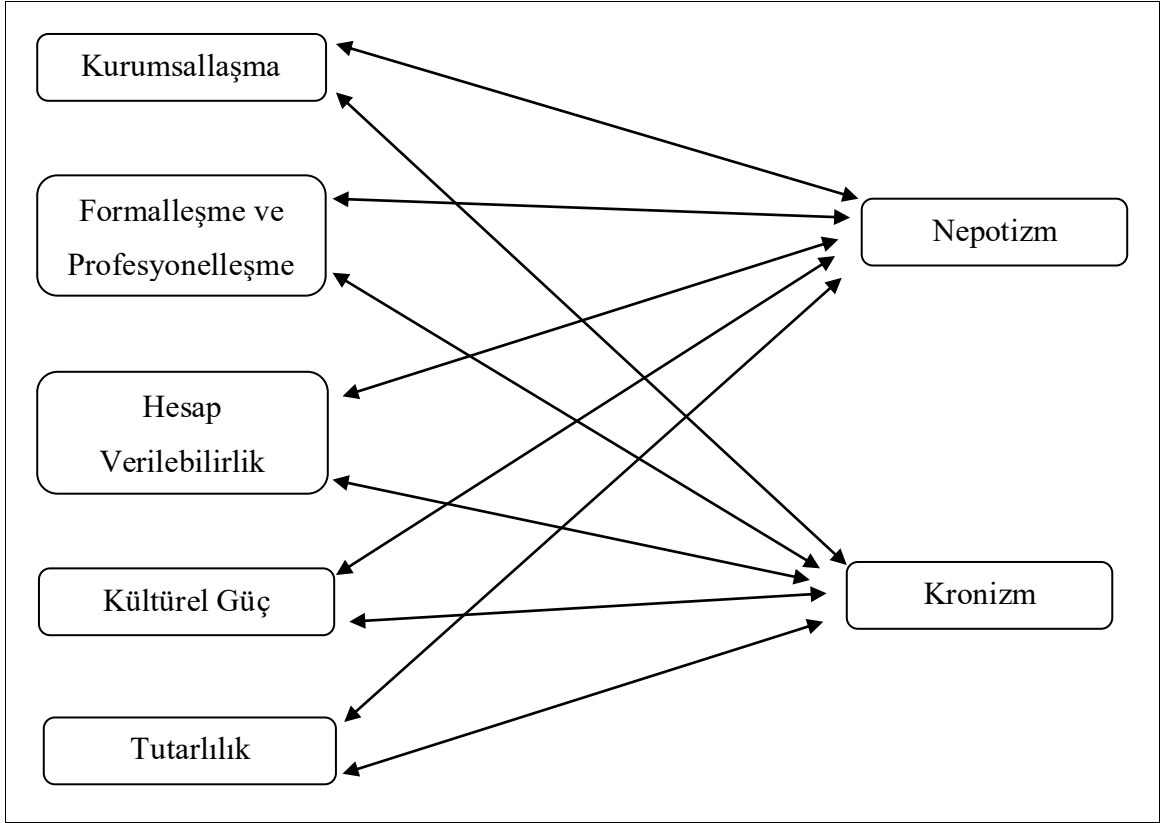 Kurumsallaşma
Formalleşme ve
Profesyonelleşme
Hesap
Verilebilirlik
Kültürel Güç
Tutarlılık
Nepotizm
Kronizm